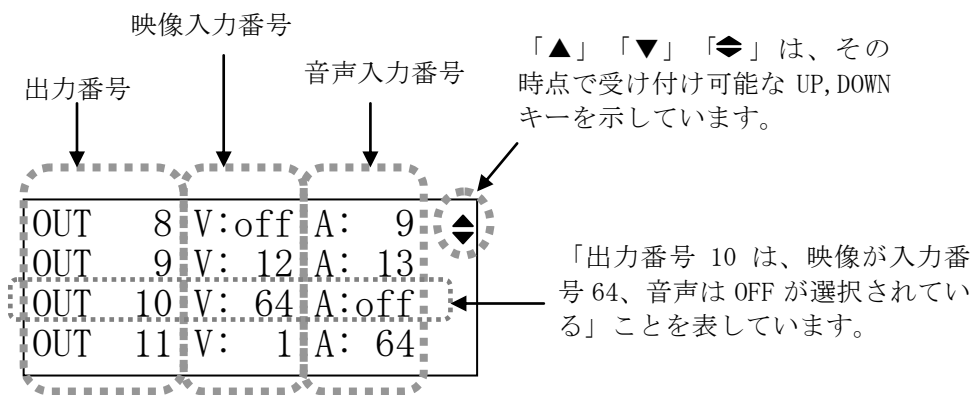 映像入力番号
出力番号
音声入力番号
「▲」「▼」「◆」は、その
時点で受け付け可能な UP,DOWN
キーを示しています。
OUT 8 V:off A: 9
OUT 9 V: 12 A: 13
OUT 10 V: 64 A:off
OUT 11 V: 1 A: 64
「出力番号 10 は、映像が入力番
号 64、音声は OFF が選択されてい
る」ことを表しています。